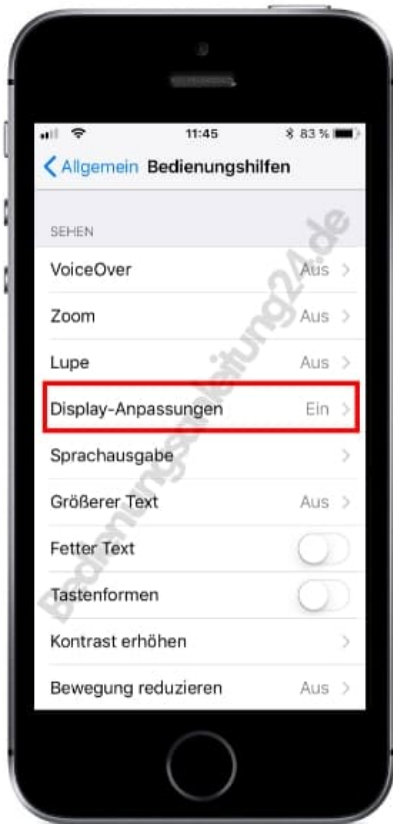 11:45 83 %
Allgemein Bedienungshilfen
SEHEN
VoiceOver Aus
Zoom Aus
Lupe Aus
Display-Anpassungen Ein
Sprachausgabe
Größerer Text Aus
Fetter Text
Tastenformen
Kontrast erhöhen
Bewegung reduzieren Aus
Bedienungsanleitung24.de